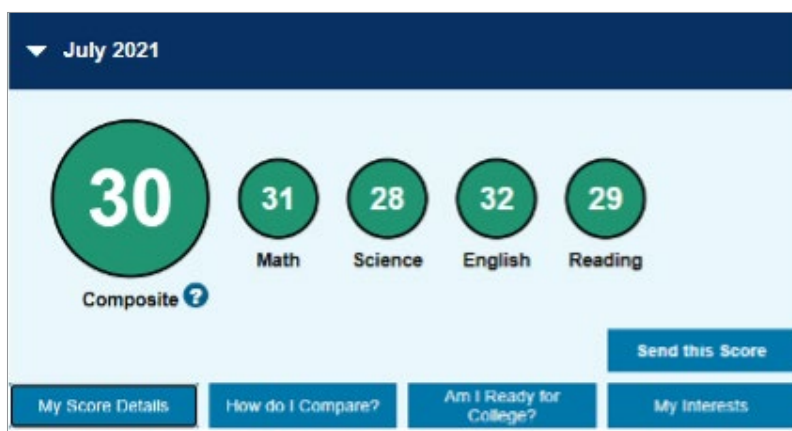 July 2021
30
31
28
32
29
Math
Science
English
Reading
Composite ?
Send this Score
My Score Details
How do I Compare?
Am I Ready for
College?
My Interests